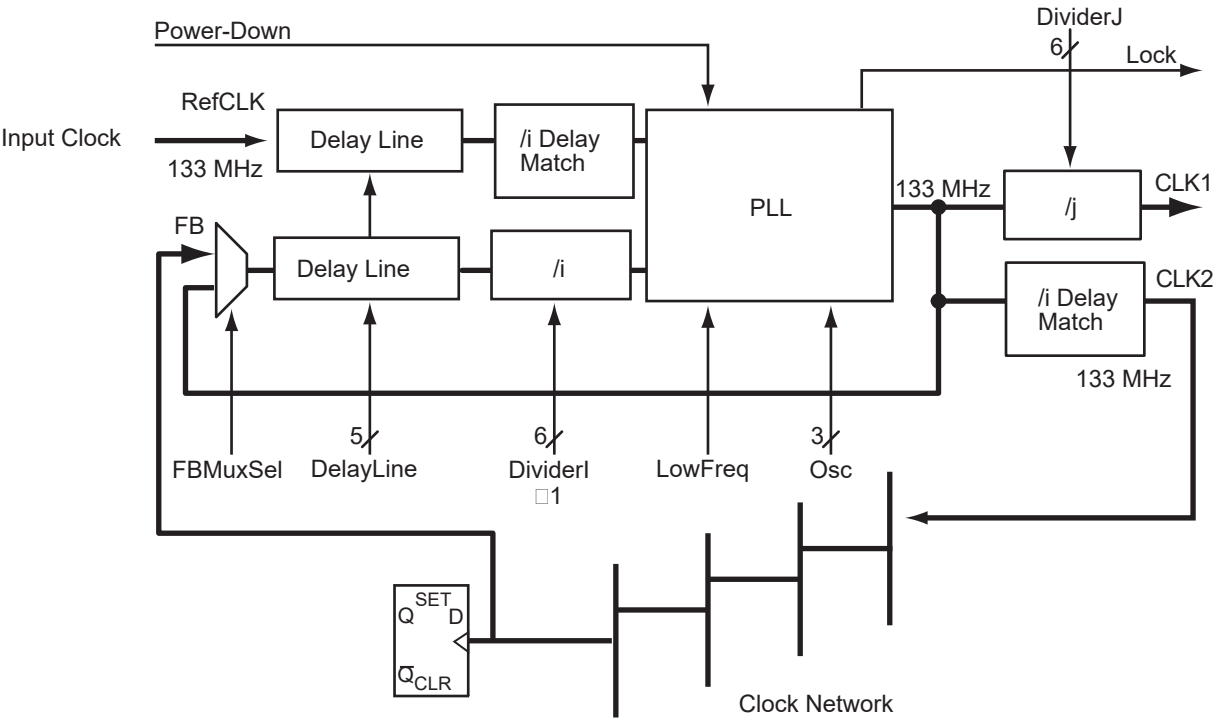 Power-Down
DividerJ
6
Lock
RefCLK
Input Clock
133 MHz
Delay Line
/i Delay
Match
PLL
133 MHz
/j
CLK1
FB
Delay Line
/i
/i Delay
Match
CLK2
133 MHz
5
6
3
FBMuxSel
DelayLine
DividerI
□1
LowFreq
Osc
SET
Q
D
Q̅
CLR
Clock Network